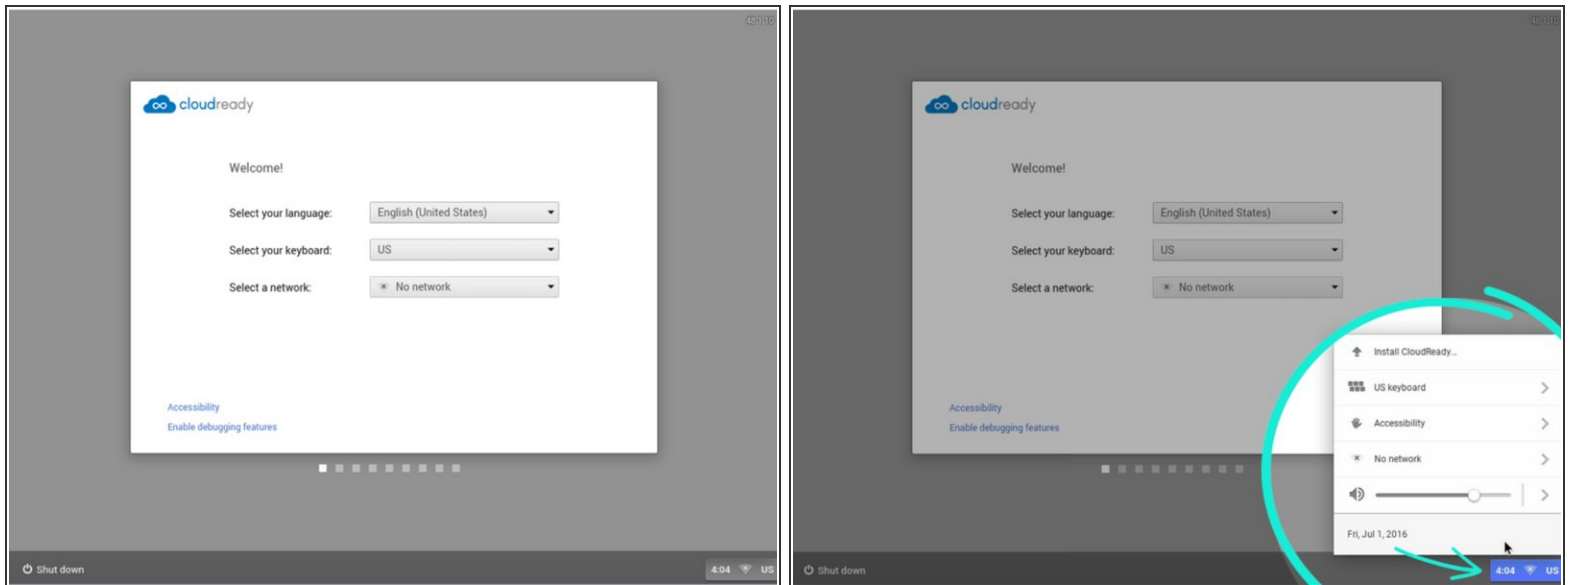 48.1.10
cloudready
Welcome!
Select your language: English (United States)
Select your keyboard: US
Select a network: No network
Accessibility
Enable debugging features
Shut down
4:04 US
cloudready
Welcome!
Select your language: English (United States)
Select your keyboard: US
Select a network: No network
Accessibility
Enable debugging features
Install CloudReady...
US keyboard
Accessibility
No network
Fri, Jul 1, 2016
Shut down
4:04 US